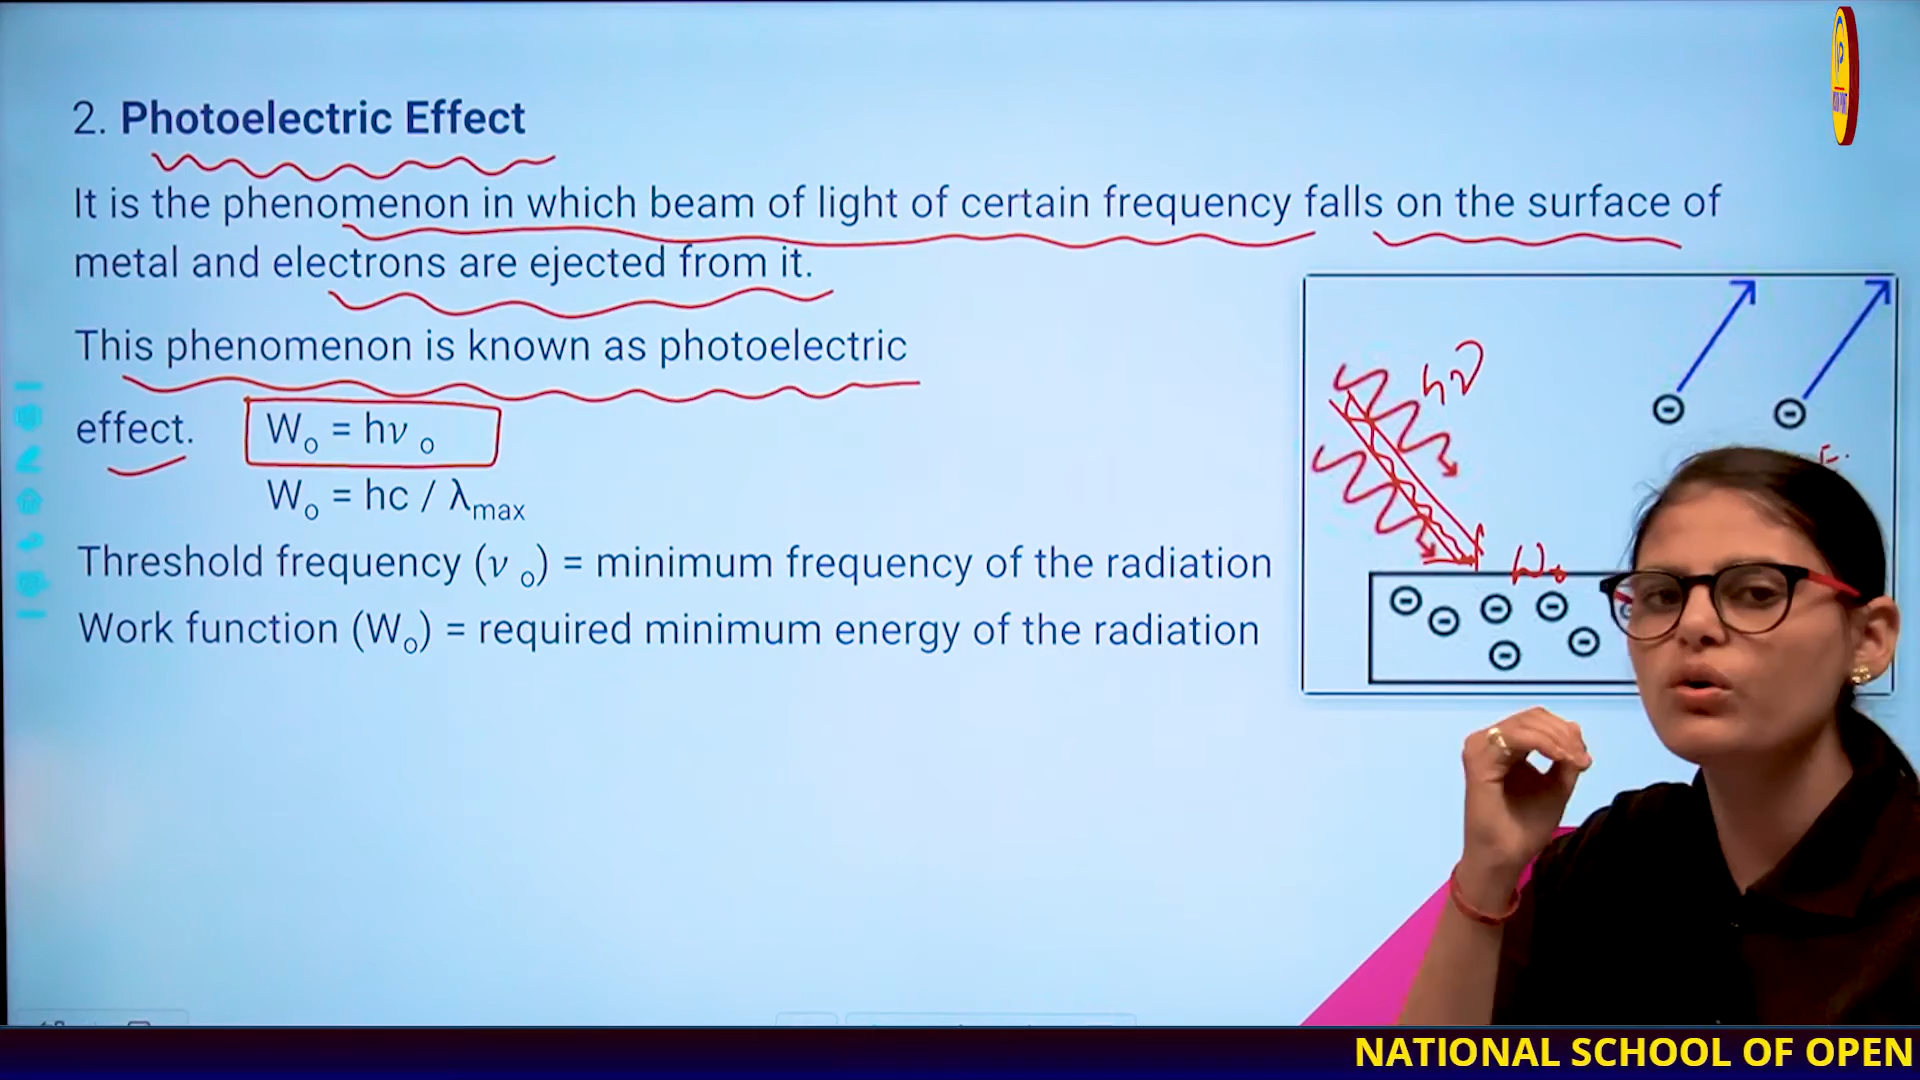 2. Photoelectric Effect
It is the phenomenon in which beam of light of certain frequency falls on the surface of
metal and electrons are ejected from it.
This phenomenon is known as photoelectric
effect.
W₀ = hν ₀
W₀ = hc / λmax
Threshold frequency (ν ₀) = minimum frequency of the radiation
Work function (W₀) = required minimum energy of the radiation
hν
W₀
NATIONAL SCHOOL OF OPEN